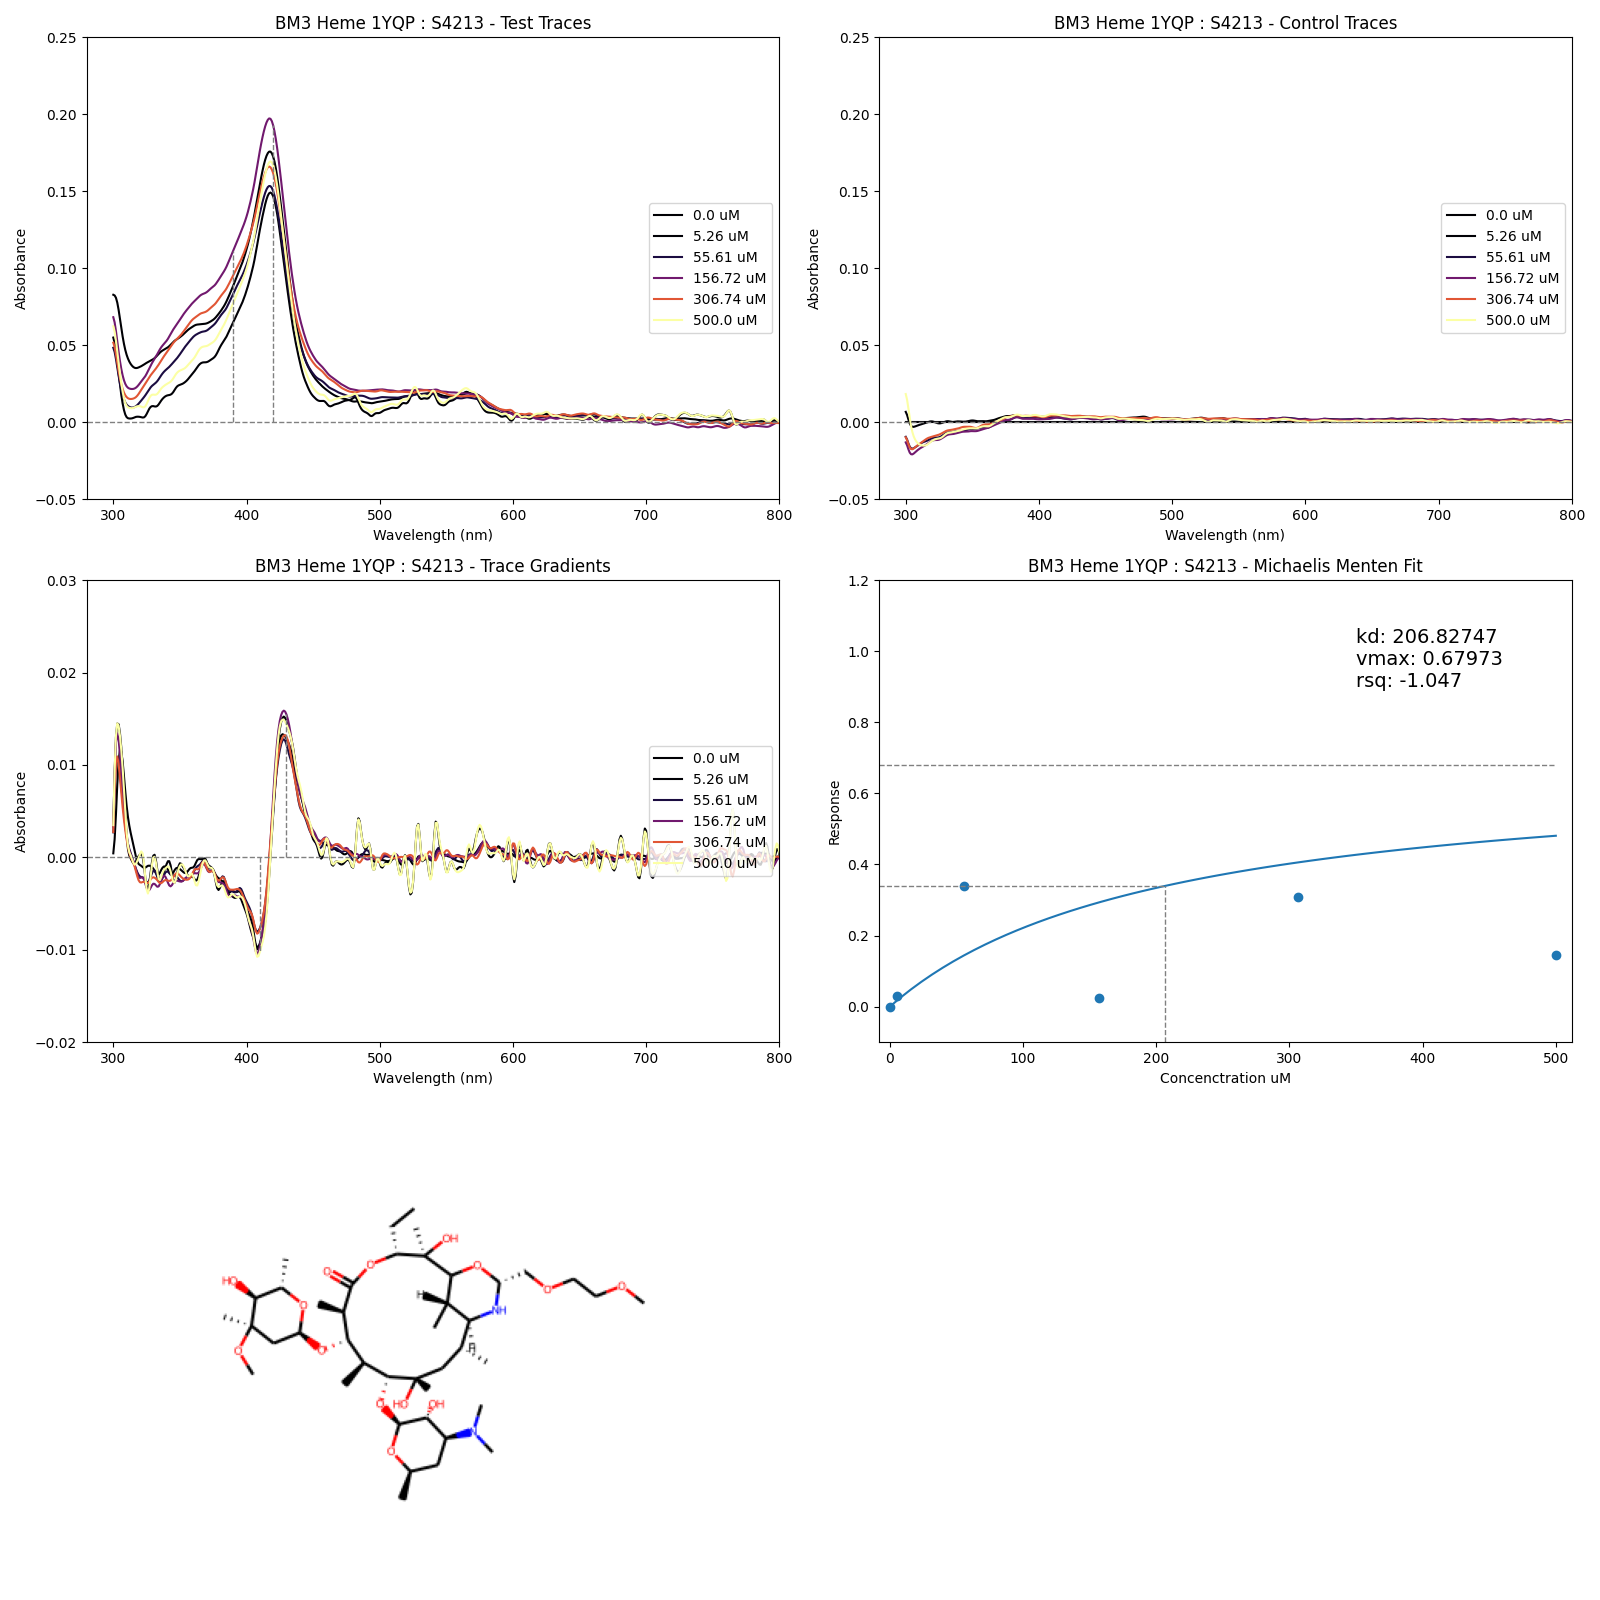 BM3 Heme 1YQP : S4213 - Test Traces
0.25
0.20
0.15
0.10
0.05
0.00
−0.05
Absorbance
300 400 500 600 700 800
Wavelength (nm)
0.0 uM
5.26 uM
55.61 uM
156.72 uM
306.74 uM
500.0 uM
BM3 Heme 1YQP : S4213 - Control Traces
0.25
0.20
0.15
0.10
0.05
0.00
−0.05
Absorbance
300 400 500 600 700 800
Wavelength (nm)
0.0 uM
5.26 uM
55.61 uM
156.72 uM
306.74 uM
500.0 uM
BM3 Heme 1YQP : S4213 - Trace Gradients
0.03
0.02
0.01
0.00
−0.01
−0.02
Absorbance
300 400 500 600 700 800
Wavelength (nm)
0.0 uM
5.26 uM
55.61 uM
156.72 uM
306.74 uM
500.0 uM
BM3 Heme 1YQP : S4213 - Michaelis Menten Fit
1.2
1.0
0.8
0.6
0.4
0.2
0.0
Response
0 100 200 300 400 500
Concenctration uM
kd: 206.82747
vmax: 0.67973
rsq: -1.047
OH
O
O
O
HO
O
H
NH
O
O
O
O
H
O
HO
OH
O
N